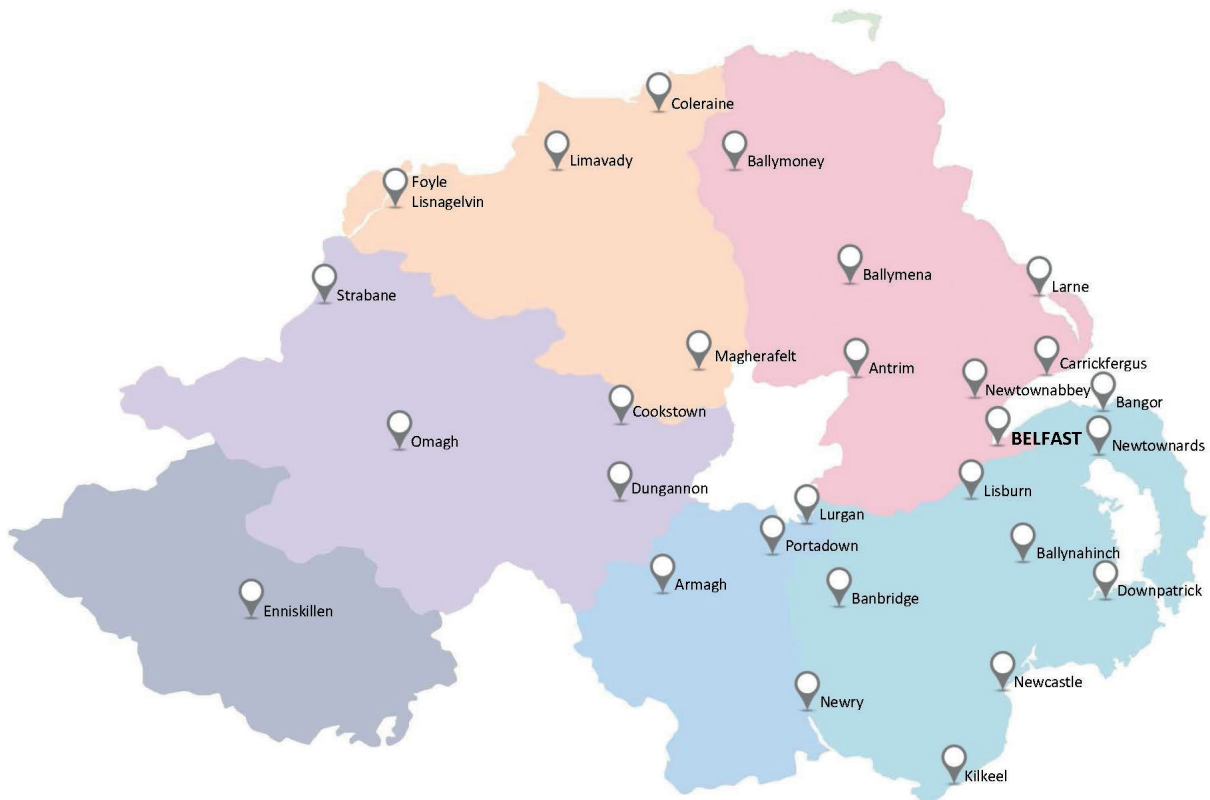 Coleraine
Limavady
Ballymoney
Foyle
Lisnagelvin
Ballymena
Larne
Strabane
Magherafelt
Antrim
Carrickfergus
Newtownabbey
Bangor
Cookstown
Omagh
BELFAST
Newtownards
Dungannon
Lisburn
Lurgan
Portadown
Ballynahinch
Armagh
Banbridge
Downpatrick
Enniskillen
Newcastle
Newry
Kilkeel